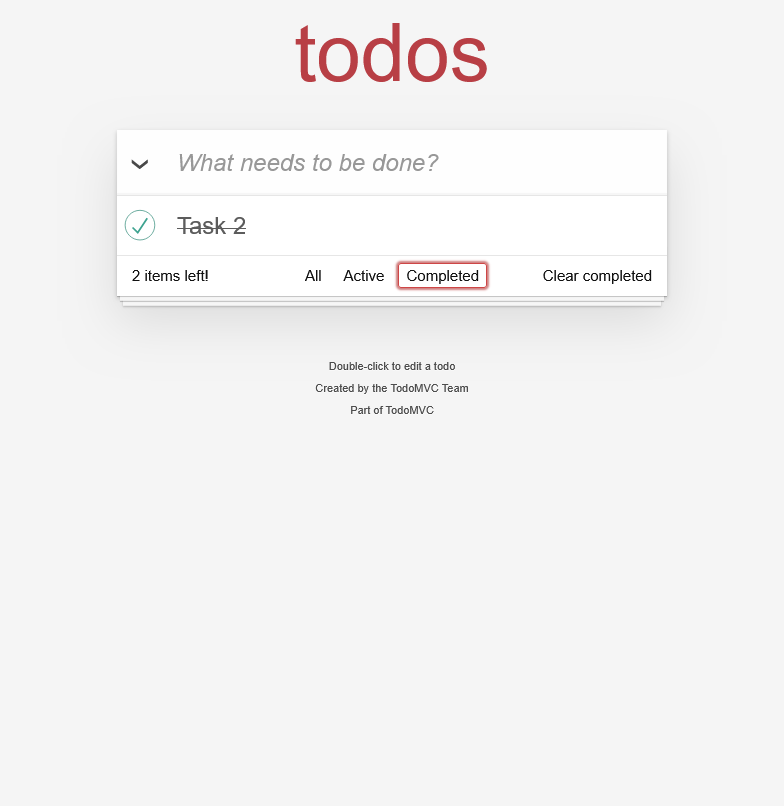 todos
What needs to be done?
Task 2
2 items left! All Active Completed Clear completed
Double-click to edit a todo
Created by the TodoMVC Team
Part of TodoMVC